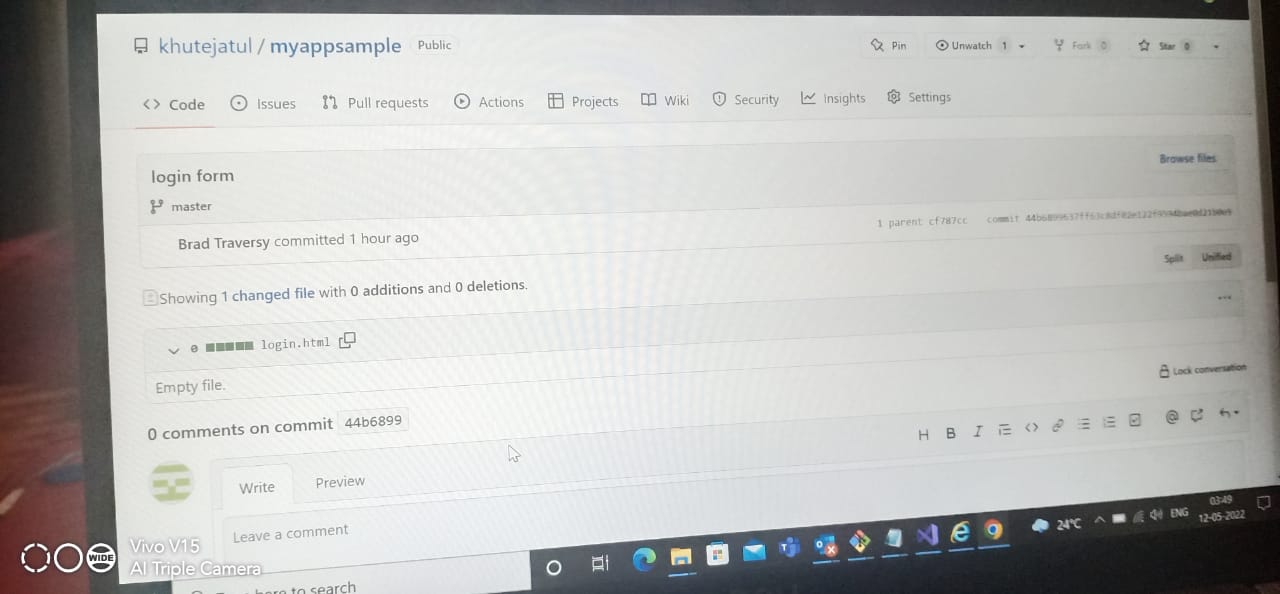 khutejatul / myappsample Public
Pin Unwatch 1 Fork 0 Star 0
Code Issues Pull requests Actions Projects Wiki Security Insights Settings
login form
Browse files
master
Brad Traversy committed 1 hour ago
1 parent cf787cc commit
Split Unified
Showing 1 changed file with 0 additions and 0 deletions.
0 login.html
Empty file.
Lock conversation
0 comments on commit 44b6899
H B I
Write Preview
Leave a comment
24°C ENG 03:49
12-05-2022
Vivo V15
AI Triple Camera
WIDE
here to search